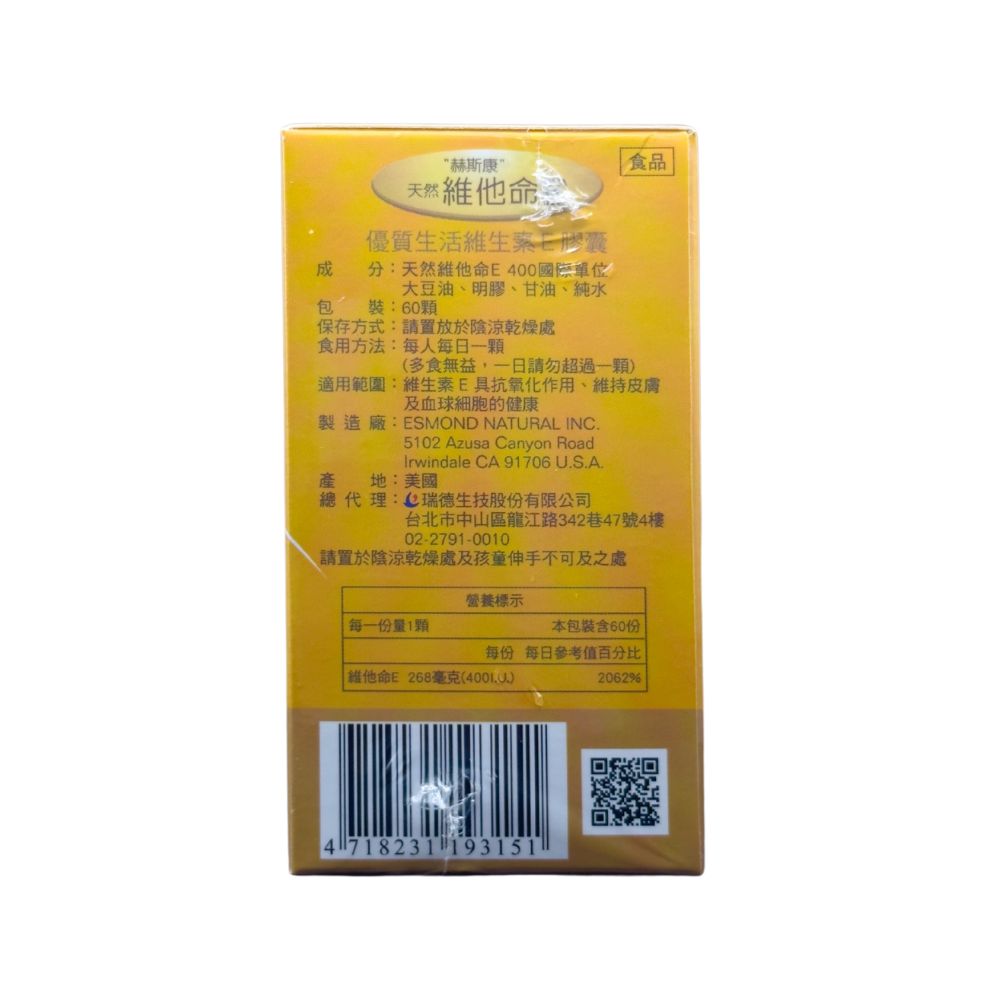 "赫斯康"
食品
天然 維他命
優質生活維生素E膠囊
成 分:天然維他命E 400國際單位
大豆油、明膠、甘油、純水
包 裝:60顆
保存方式:請置放於陰涼乾燥處
食用方法:每人每日一顆
(多食無益,一日請勿超過一顆)
適用範圍:維生素 E 具抗氧化作用、維持皮膚
及血球細胞的健康
製 造 廠:ESMOND NATURAL INC.
5102 Azusa Canyon Road
Irwindale CA 91706 U.S.A.
產 地:美國
總 代 理:瑞德生技股份有限公司
台北市中山區龍江路342巷47號4樓
02-2791-0010
請置於陰涼乾燥處及孩童伸手不可及之處
營養標示
每一份量1顆 本包裝含60份
每份 每日參考值百分比
維他命E 268毫克(400I.U.) 2062%
4 718231 193151